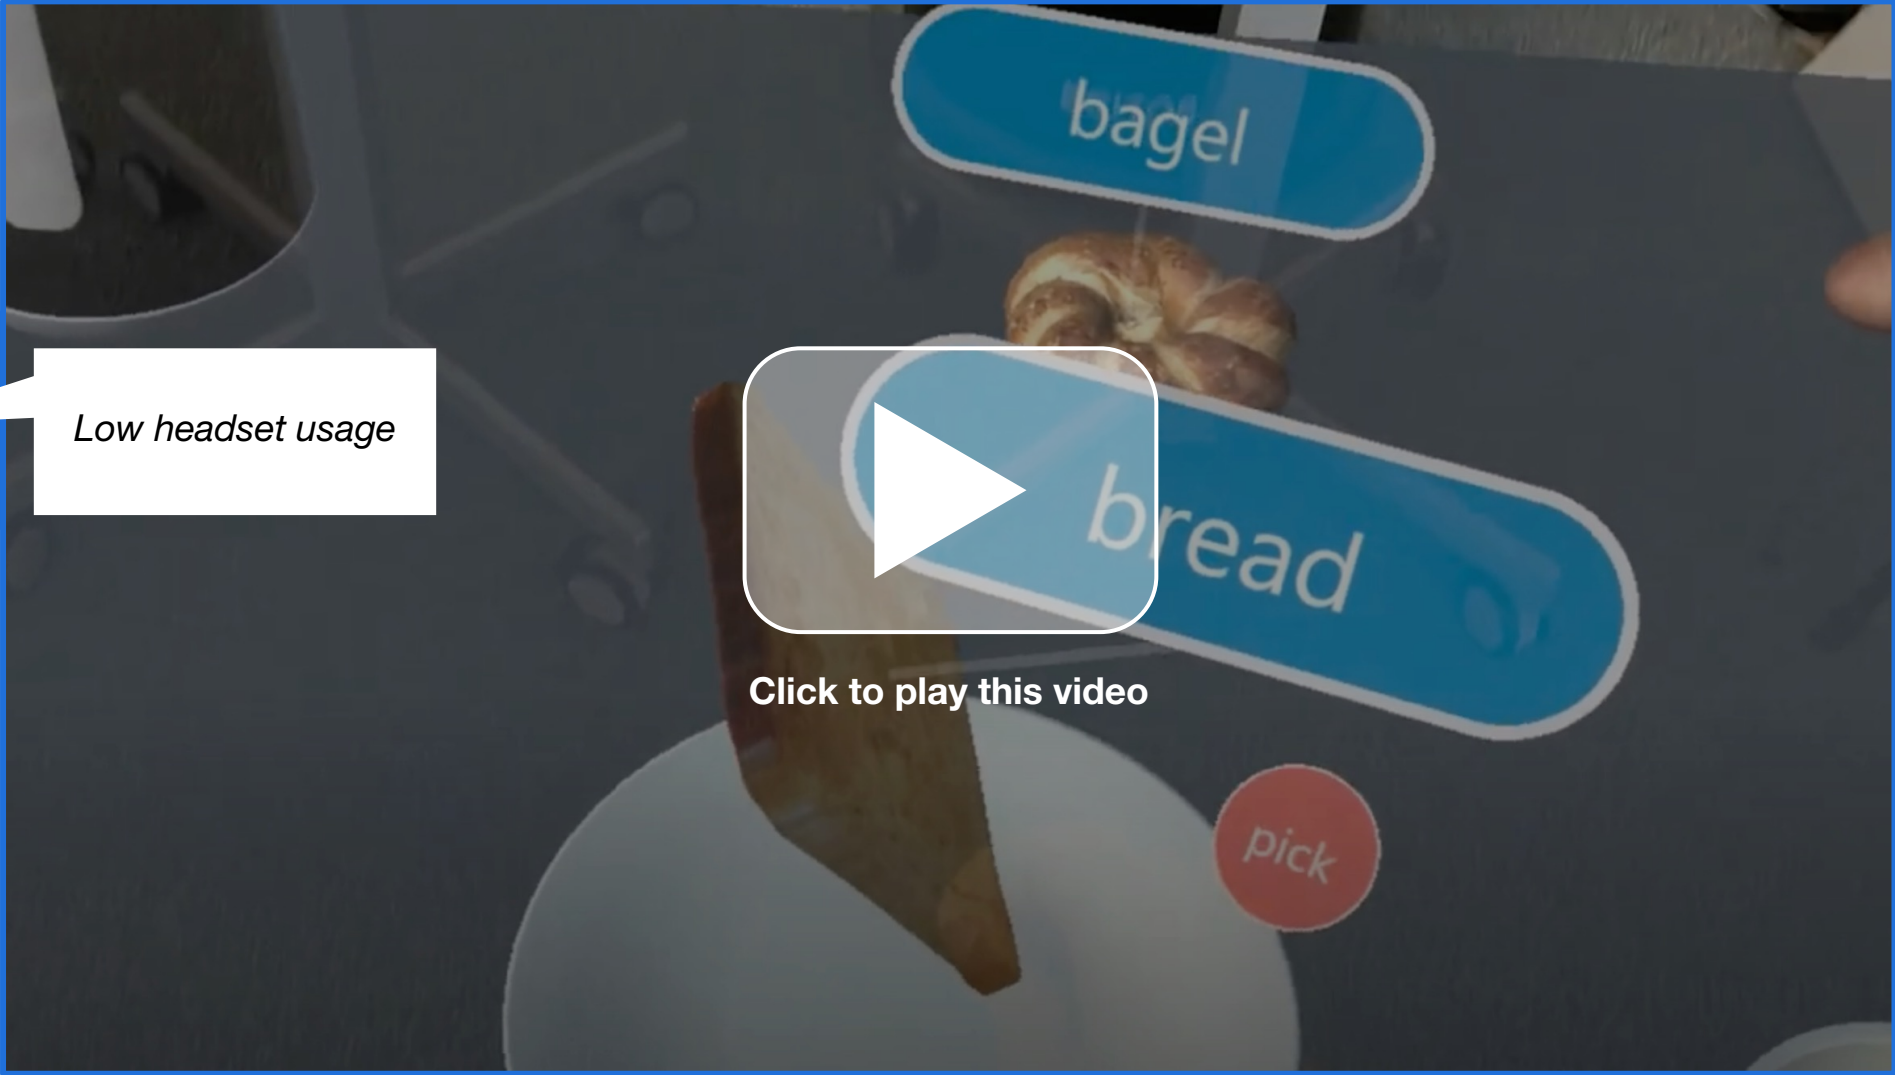 bagel
Low headset usage
bread
Click to play this video
pick